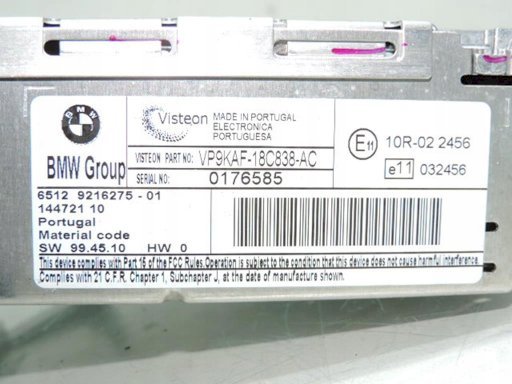 BMW
BMW Group
Visteon
MADE IN PORTUGAL
ELECTRONICA
PORTUGUESA
VISTEON PART NO: VP9KAF-18C838-AC
SERIAL NO: 0176585
E11 10R-02 2456
e11 032456
6512 9216275 - 01
144721 10
Portugal
Material code
SW 99.45.10 HW 0
This device complies with Part 15 of the FCC Rules. Operation is subject to the condition that this device does not cause harmful interference
Complies with 21 C.F.R. Chapter 1, Subchapter J, at the date of manufacture shown.